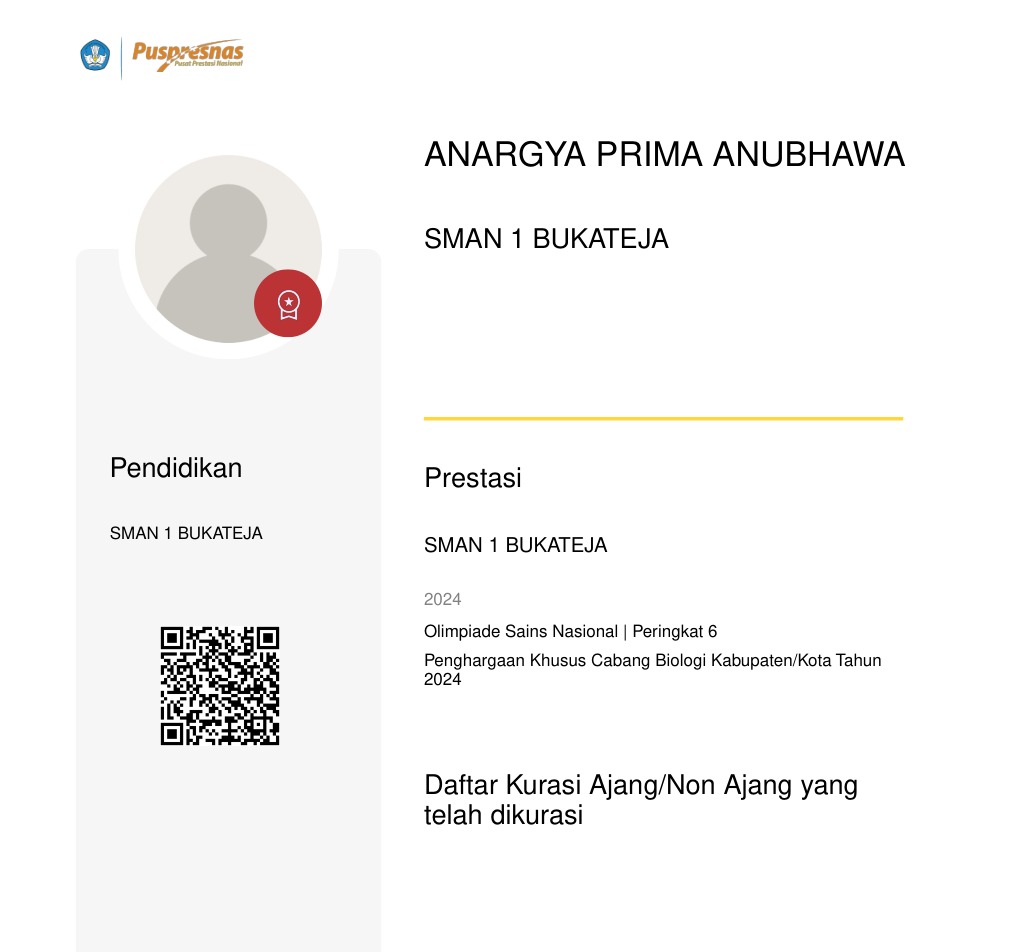 Puspresnas
Pusat Prestasi Nasional
ANARGYA PRIMA ANUBHAWA
SMAN 1 BUKATEJA
Pendidikan
SMAN 1 BUKATEJA
Prestasi
SMAN 1 BUKATEJA
2024
Olimpiade Sains Nasional | Peringkat 6
Penghargaan Khusus Cabang Biologi Kabupaten/Kota Tahun
2024
Daftar Kurasi Ajang/Non Ajang yang
telah dikurasi